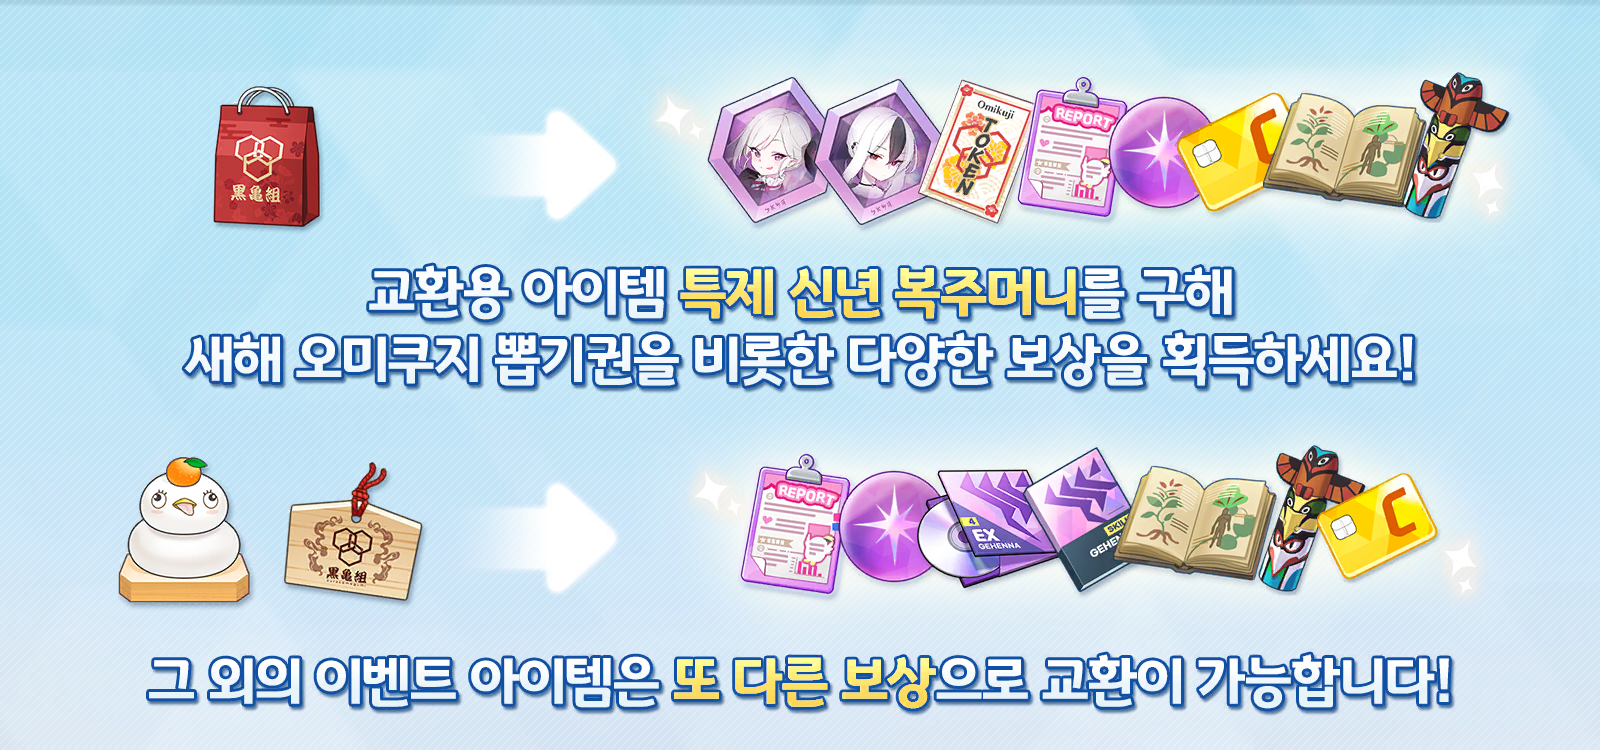 黒亀組
Omikuji
TOKEN
REPORT
C
교환용 아이템 특제 신년 복주머니를 구해
새해 오미쿠지 뽑기권을 비롯한 다양한 보상을 획득하세요!
黒亀組
REPORT
4
EX
GEHENNA
SKILL
GEHEN
C
그 외의 이벤트 아이템은 또 다른 보상으로 교환이 가능합니다!